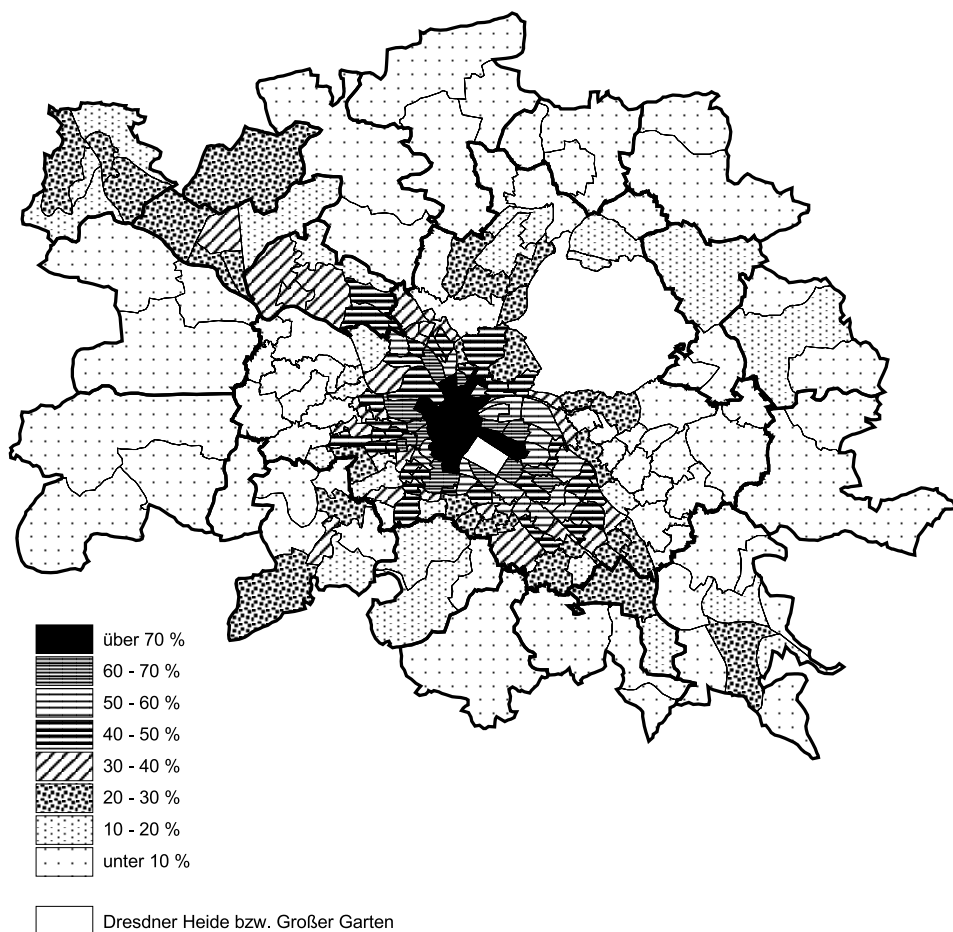 über 70 %
60 - 70 %
50 - 60 %
40 - 50 %
30 - 40 %
20 - 30 %
10 - 20 %
unter 10 %
Dresdner Heide bzw. Großer Garten